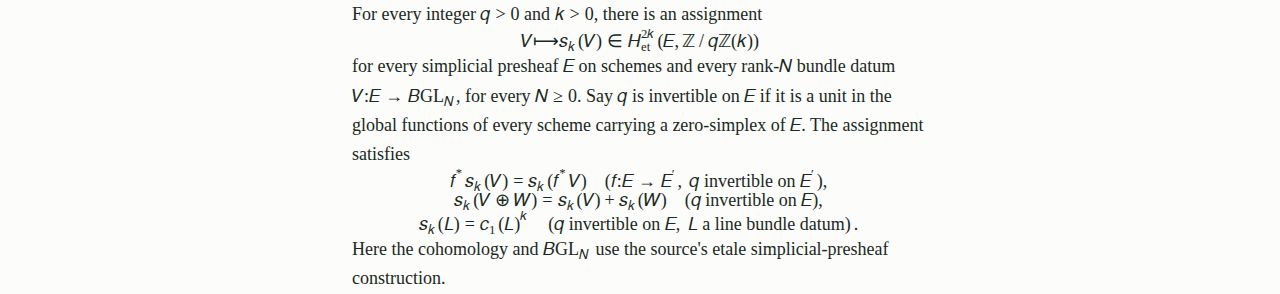 For every integer q > 0 and k > 0, there is an assignment
V⟼s_k(V) ∈ H_et^{2k}(E, ℤ / qℤ(k))
for every simplicial presheaf E on schemes and every rank-N bundle datum
V:E → BGL_N, for every N ≥ 0. Say q is invertible on E if it is a unit in the
global functions of every scheme carrying a zero-simplex of E. The assignment
satisfies
f^* s_k(V) = s_k(f^* V) (f:E → E′, q invertible on E′),
s_k(V ⊕ W) = s_k(V) + s_k(W) (q invertible on E),
s_k(L) = c_1(L)^k (q invertible on E, L a line bundle datum).
Here the cohomology and BGL_N use the source's etale simplicial-presheaf
construction.